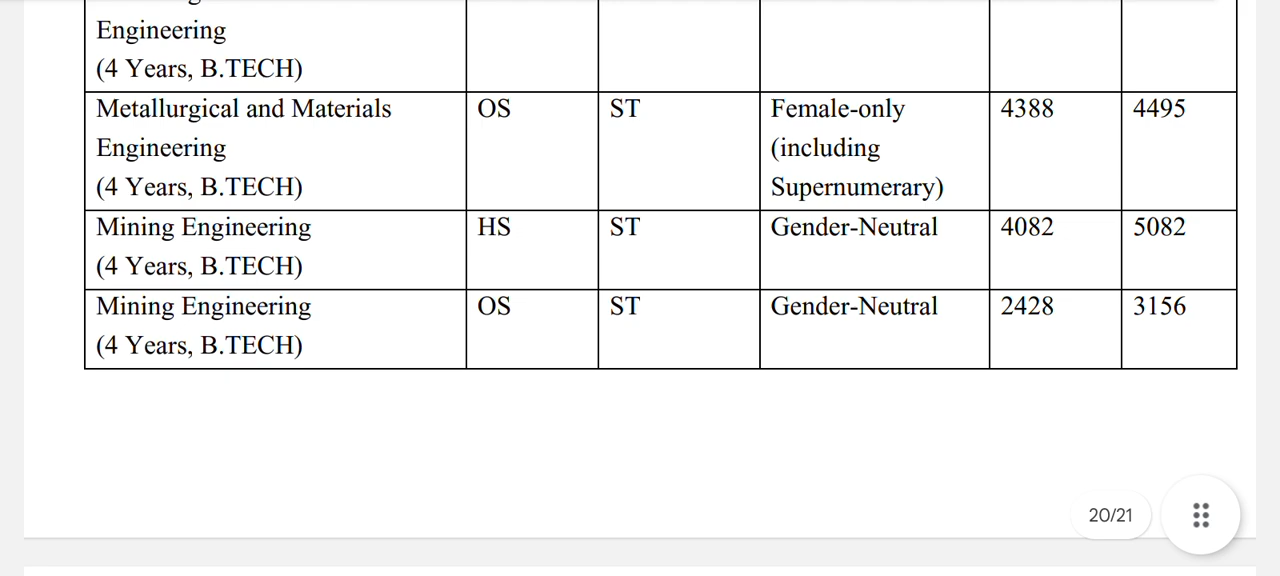 Engineering
(4 Years, B.TECH)
Metallurgical and Materials Engineering (4 Years, B.TECH) OS ST Female-only (including Supernumerary) 4388 4495
Mining Engineering (4 Years, B.TECH) HS ST Gender-Neutral 4082 5082
Mining Engineering (4 Years, B.TECH) OS ST Gender-Neutral 2428 3156
20/21